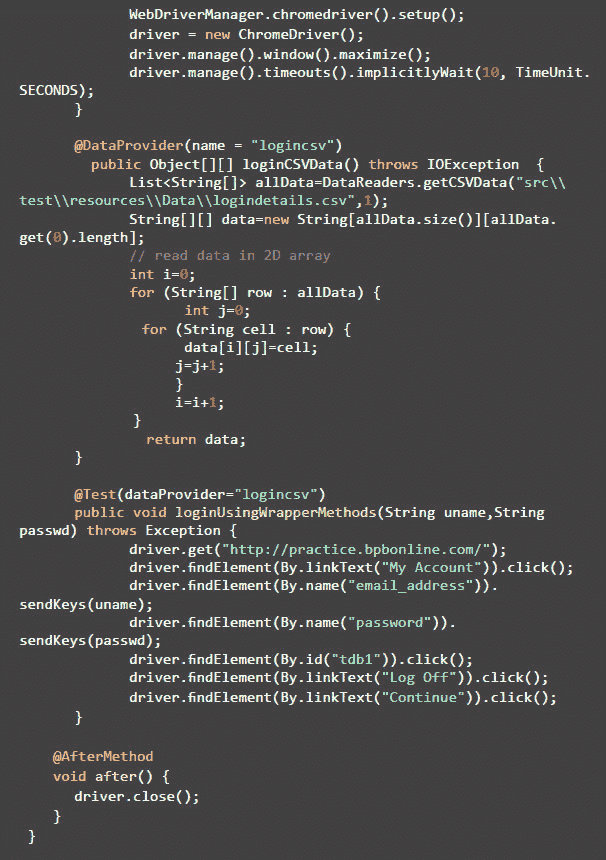 WebDriverManager.chromedriver().setup();
driver = new ChromeDriver();
driver.manage().window().maximize();
driver.manage().timeouts().implicitlyWait(10, TimeUnit.
SECONDS);
}
@DataProvider(name = "logincsv")
public Object[][] loginCSVData() throws IOException {
List<String[]> allData=DataReaders.getCSVData("src\\
test\\resources\\Data\\logindetails.csv",1);
String[][] data=new String[allData.size()][allData.
get(0).length];
// read data in 2D array
int i=0;
for (String[] row : allData) {
int j=0;
for (String cell : row) {
data[i][j]=cell;
j=j+1;
}
i=i+1;
}
return data;
}
@Test(dataProvider="logincsv")
public void loginUsingWrapperMethods(String uname,String
passwd) throws Exception {
driver.get("http://practice.bpbonline.com/");
driver.findElement(By.linkText("My Account")).click();
driver.findElement(By.name("email_address")).
sendKeys(uname);
driver.findElement(By.name("password")).
sendKeys(passwd);
driver.findElement(By.id("tdb1")).click();
driver.findElement(By.linkText("Log Off")).click();
driver.findElement(By.linkText("Continue")).click();
}
@AfterMethod
void after() {
driver.close();
}
}